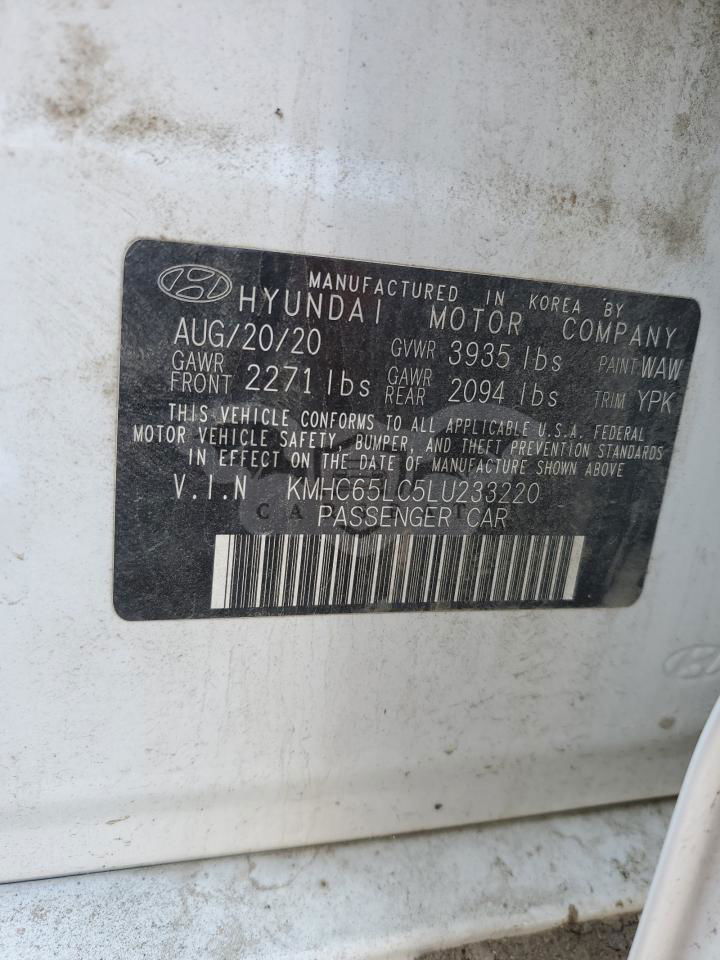 MANUFACTURED IN KOREA BY
HYUNDAI MOTOR COMPANY
AUG/20/20 GVWR 3935 lbs PAINT WAW
GAWR FRONT 2271 lbs GAWR REAR 2094 lbs TRIM YPK
THIS VEHICLE CONFORMS TO ALL APPLICABLE U.S.A. FEDERAL
MOTOR VEHICLE SAFETY, BUMPER, AND THEFT PREVENTION STANDARDS
IN EFFECT ON THE DATE OF MANUFACTURE SHOWN ABOVE
V.I.N KMHC65LC5LU233220
PASSENGER CAR